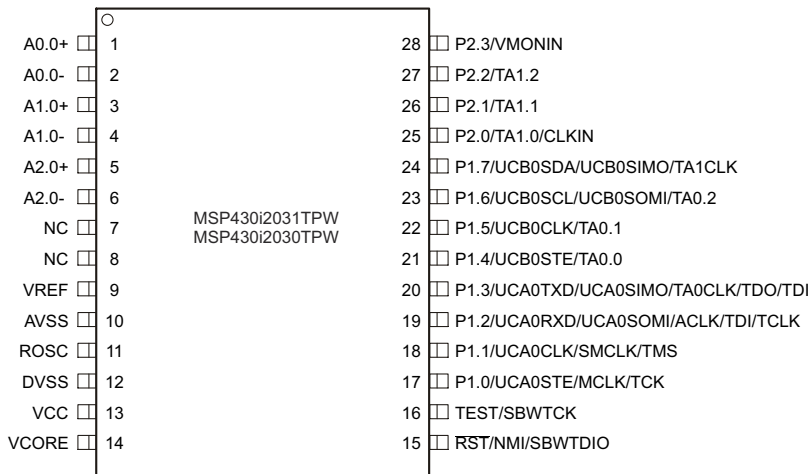 A0.0+ 1 28 P2.3/VMONIN
A0.0- 2 27 P2.2/TA1.2
A1.0+ 3 26 P2.1/TA1.1
A1.0- 4 25 P2.0/TA1.0/CLKIN
A2.0+ 5 24 P1.7/UCB0SDA/UCB0SIMO/TA1CLK
A2.0- 6 23 P1.6/UCB0SCL/UCB0SOMI/TA0.2
MSP430i2031TPW
NC 7 22 P1.5/UCB0CLK/TA0.1
MSP430i2030TPW
NC 8 21 P1.4/UCB0STE/TA0.0
VREF 9 20 P1.3/UCA0TXD/UCA0SIMO/TA0CLK/TDO/TDI
AVSS 10 19 P1.2/UCA0RXD/UCA0SOMI/ACLK/TDI/TCLK
ROSC 11 18 P1.1/UCA0CLK/SMCLK/TMS
DVSS 12 17 P1.0/UCA0STE/MCLK/TCK
VCC 13 16 TEST/SBWTCK
VCORE 14 15 RST/NMI/SBWTDIO